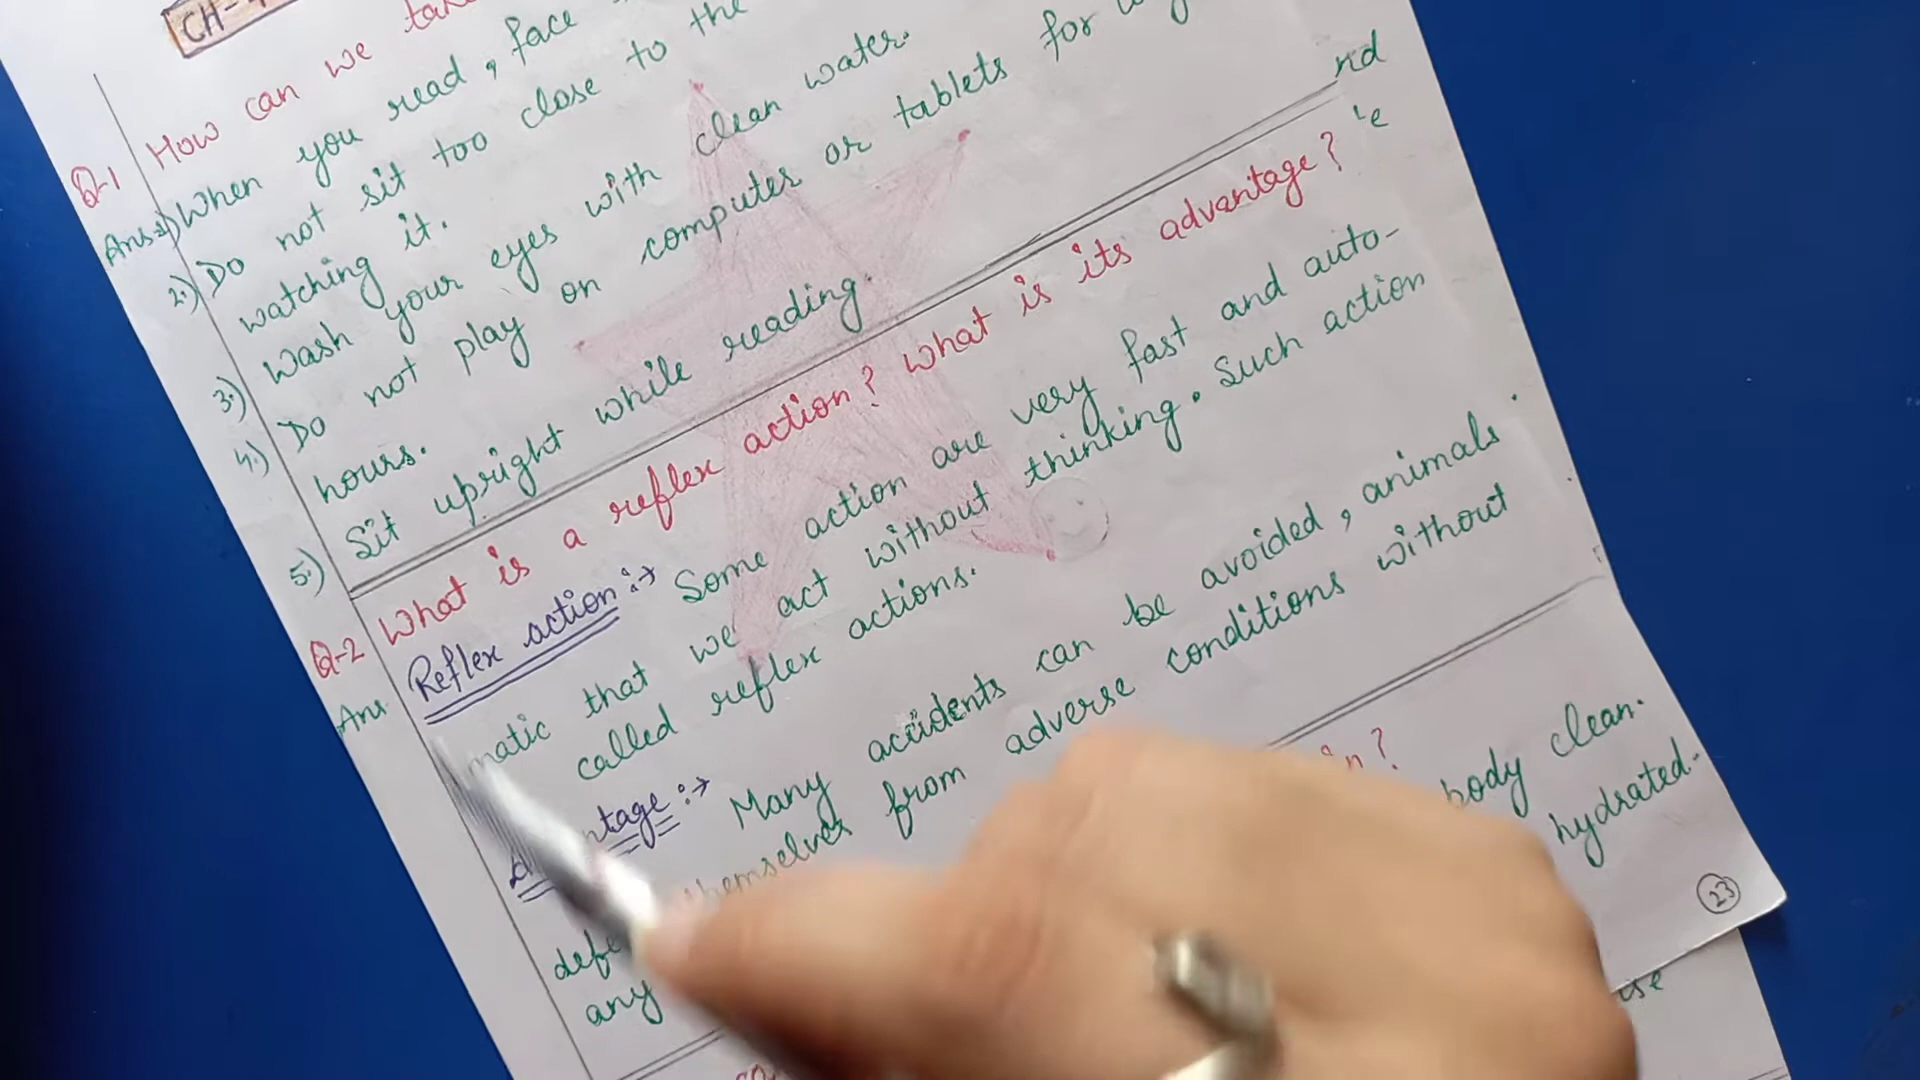 CH-
Q-1 How can we take
Ans 1) When you read, face
2.) Do not sit too close to the
watching it.
3.) Wash your eyes with clean water.
4.) Do not play on computer or tablets for
hours.
5.) Sit upright while reading.
nd
Q-2 What is a reflex action? What is its advantage?
Ans Reflex action :→ Some action are very fast and auto-
matic that we act without thinking. Such action
called reflex actions.
tage :→ Many accidents can be avoided, animals
themselves from adverse conditions without
any
body clean.
hydrated.
23